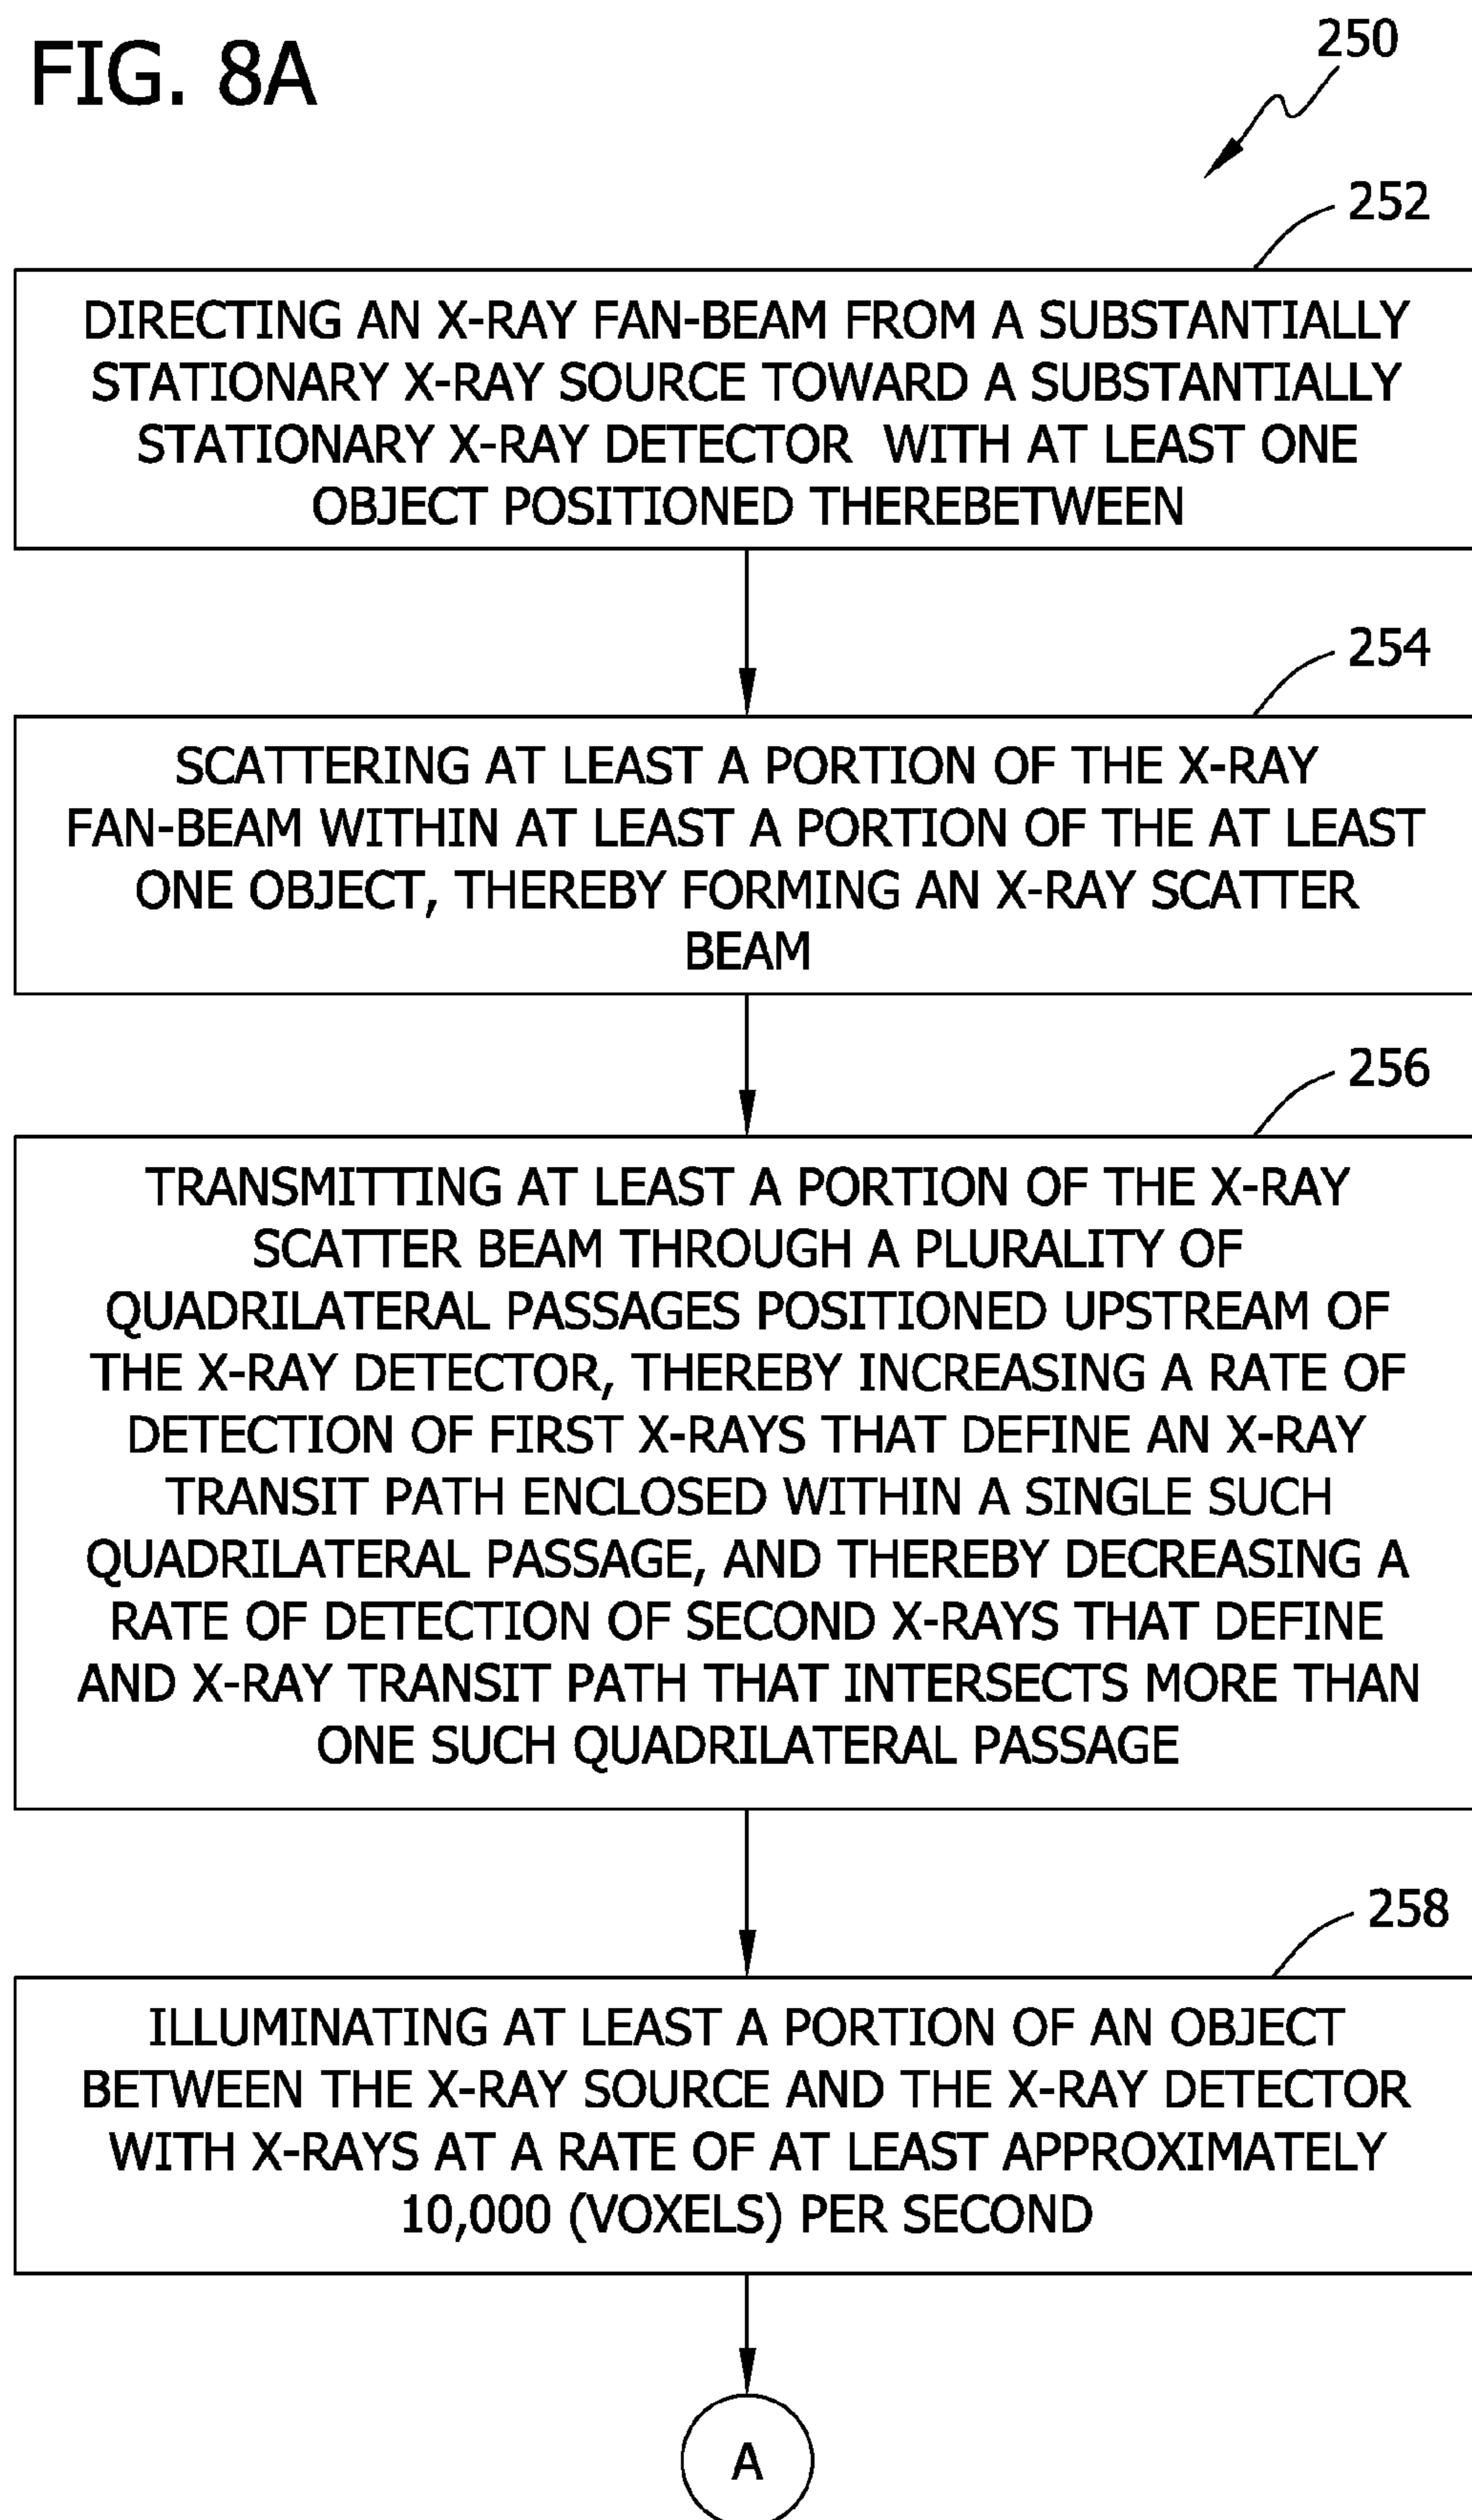 FIG. 8A
250
252
DIRECTING AN X-RAY FAN-BEAM FROM A SUBSTANTIALLY
STATIONARY X-RAY SOURCE TOWARD A SUBSTANTIALLY
STATIONARY X-RAY DETECTOR WITH AT LEAST ONE
OBJECT POSITIONED THEREBETWEEN
254
SCATTERING AT LEAST A PORTION OF THE X-RAY
FAN-BEAM WITHIN AT LEAST A PORTION OF THE AT LEAST
ONE OBJECT, THEREBY FORMING AN X-RAY SCATTER
BEAM
256
TRANSMITTING AT LEAST A PORTION OF THE X-RAY
SCATTER BEAM THROUGH A PLURALITY OF
QUADRILATERAL PASSAGES POSITIONED UPSTREAM OF
THE X-RAY DETECTOR, THEREBY INCREASING A RATE OF
DETECTION OF FIRST X-RAYS THAT DEFINE AN X-RAY
TRANSIT PATH ENCLOSED WITHIN A SINGLE SUCH
QUADRILATERAL PASSAGE, AND THEREBY DECREASING A
RATE OF DETECTION OF SECOND X-RAYS THAT DEFINE
AND X-RAY TRANSIT PATH THAT INTERSECTS MORE THAN
ONE SUCH QUADRILATERAL PASSAGE
258
ILLUMINATING AT LEAST A PORTION OF AN OBJECT
BETWEEN THE X-RAY SOURCE AND THE X-RAY DETECTOR
WITH X-RAYS AT A RATE OF AT LEAST APPROXIMATELY
10,000 (VOXELS) PER SECOND
A